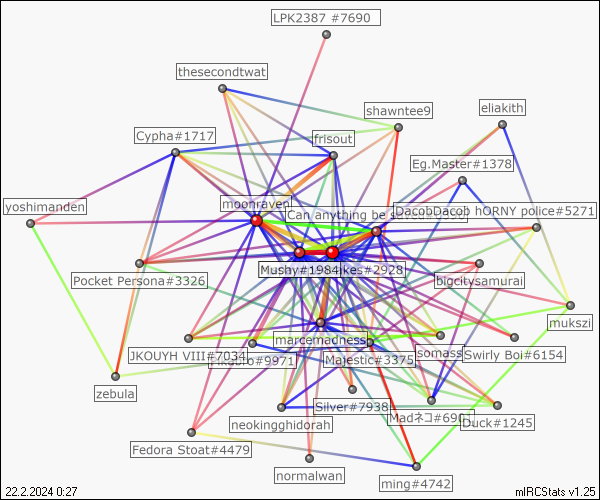 LPK2387 #7690
thesecondtwat
shawntee9
eliakith
Cypha#1717
frisout
Eg.Master#1378
yoshimanden
moonraven
Can anything be
DacobDacob
hORNY police#5271
Mushy#1984
ikes#2928
Pocket Persona#3326
bigcitysamurai
mukszi
marcemadness
JKOUYH VIII#7034
#9971
Majestic#3375
somass
Swirly Boi#6154
zebula
neokingghidorah
Silver#7938
Madネコ#690
Duck#1245
Fedora Stoat#4479
normalwan
ming#4742
22.2.2024 0:27
mIRCStats v1.25